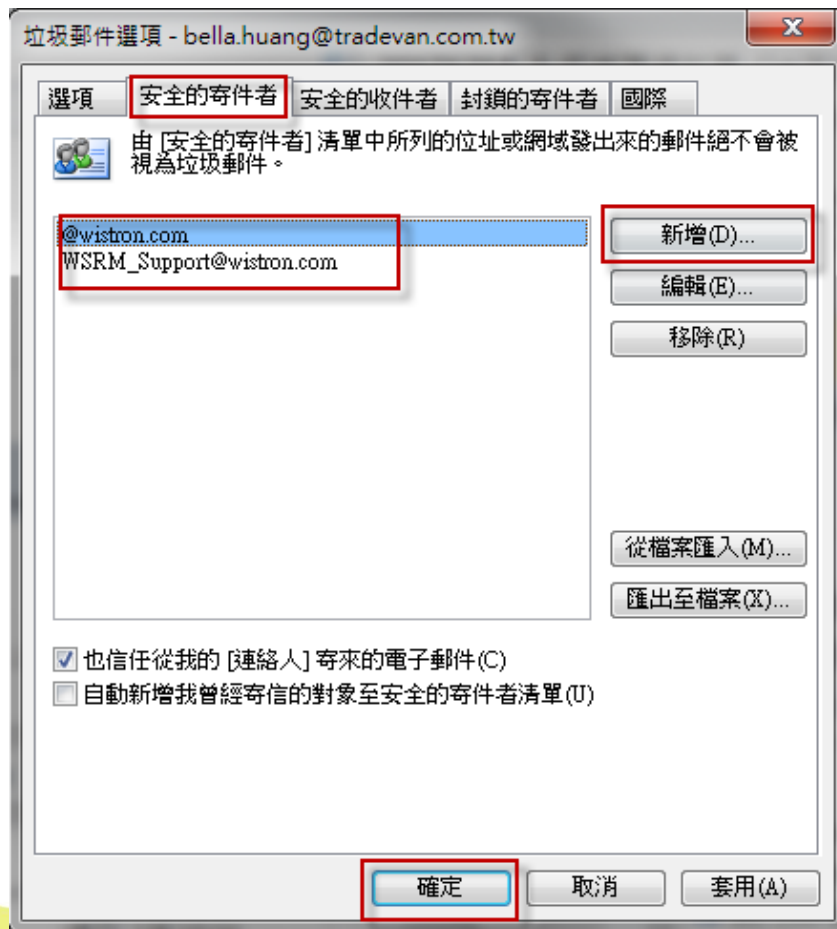 垃圾郵件選項 - bella.huang@tradevan.com.tw
選項 安全的寄件者 安全的收件者 封鎖的寄件者 國際
由 [安全的寄件者] 清單中所列的位址或網域發出來的郵件絕不會被
視為垃圾郵件。
@wistron.com
WSRM_Support@wistron.com
新增(D)...
編輯(E)...
移除(R)
從檔案匯入(M)...
匯出至檔案(X)...
也信任從我的 [連絡人] 寄來的電子郵件(C)
自動新增我曾經寄信的對象至安全的寄件者清單(U)
確定 取消 套用(A)